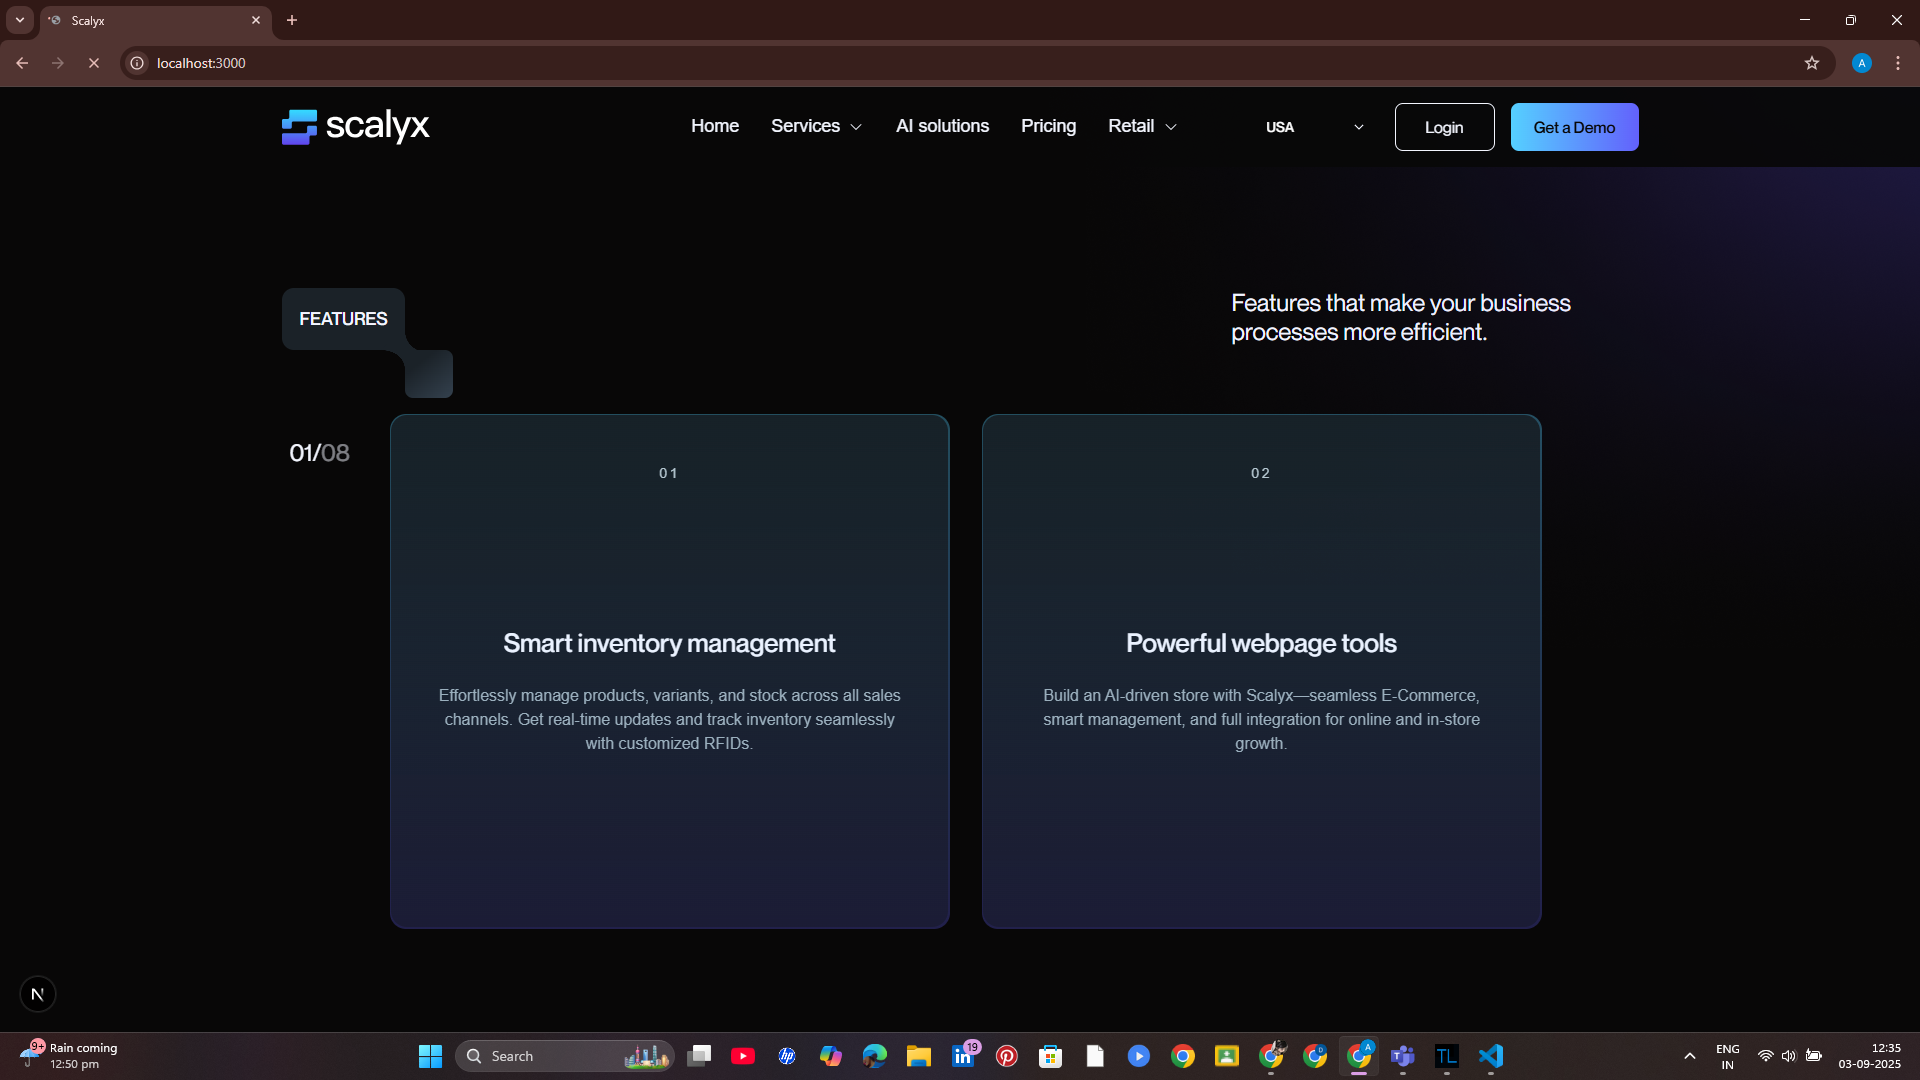 Scalyx
localhost:3000
A
scalyx
Home
Services
AI solutions
Pricing
Retail
USA
Login
Get a Demo
FEATURES
Features that make your business
processes more efficient.
01/08
01
Smart inventory management
Effortlessly manage products, variants, and stock across all sales
channels. Get real-time updates and track inventory seamlessly
with customized RFIDs.
02
Powerful webpage tools
Build an AI-driven store with Scalyx—seamless E-Commerce,
smart management, and full integration for online and in-store
growth.
N
9+
Rain coming
12:50 pm
Search
hp
in
19
D
A
T
TL
ENG
IN
12:35
03-09-2025